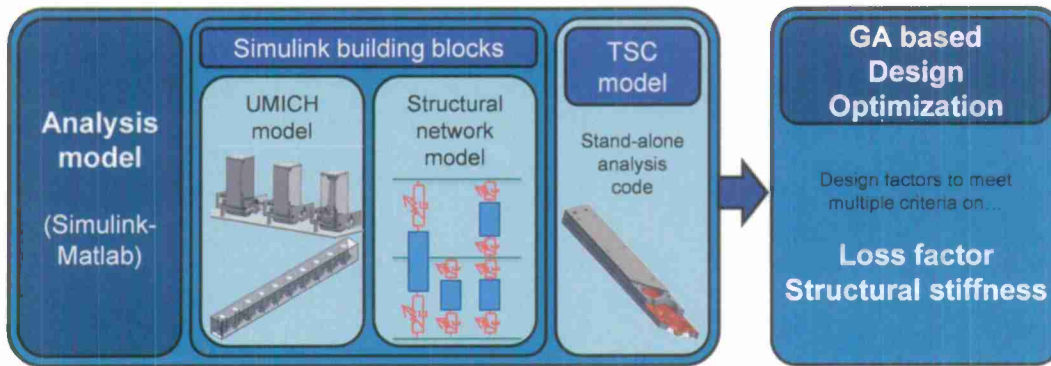 Analysis
model
(Simulink-
Matlab)
Simulink building blocks
UMICH
model
Structural
network
model
TSC
model
Stand-alone
analysis
code
GA based
Design
Optimization
Design factors to meet
multiple criteria on...
Loss factor
Structural stiffness